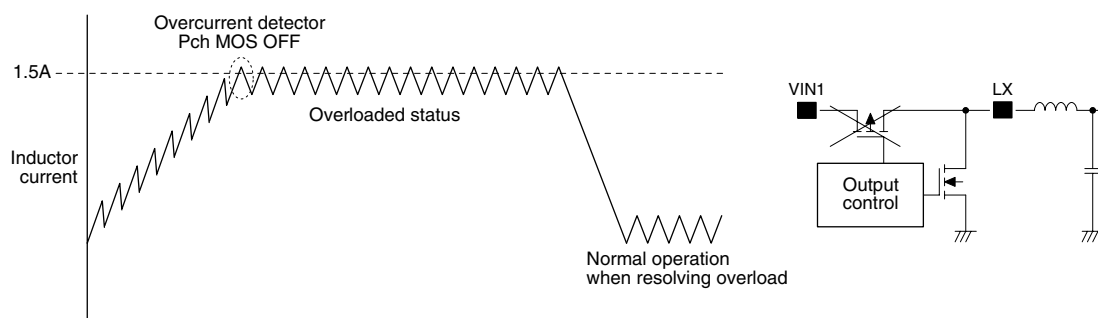 Overcurrent detector
Pch MOS OFF
1.5A
Overloaded status
Inductor
current
Normal operation
when resolving overload
VIN1
LX
Output
control